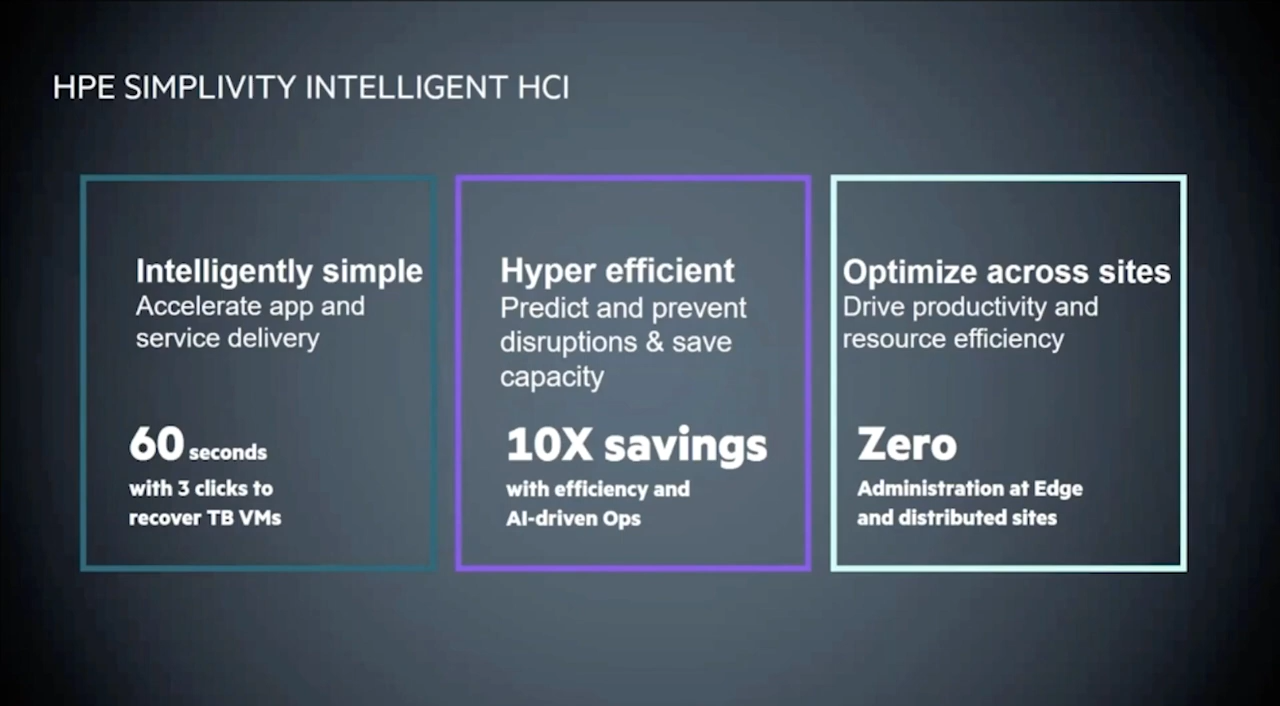 HPE SIMPLIVITY INTELLIGENT HCI
Intelligently simple
Accelerate app and
service delivery
60 seconds
with 3 clicks to
recover TB VMs
Hyper efficient
Predict and prevent
disruptions & save
capacity
10X savings
with efficiency and
AI-driven Ops
Optimize across sites
Drive productivity and
resource efficiency
Zero
Administration at Edge
and distributed sites